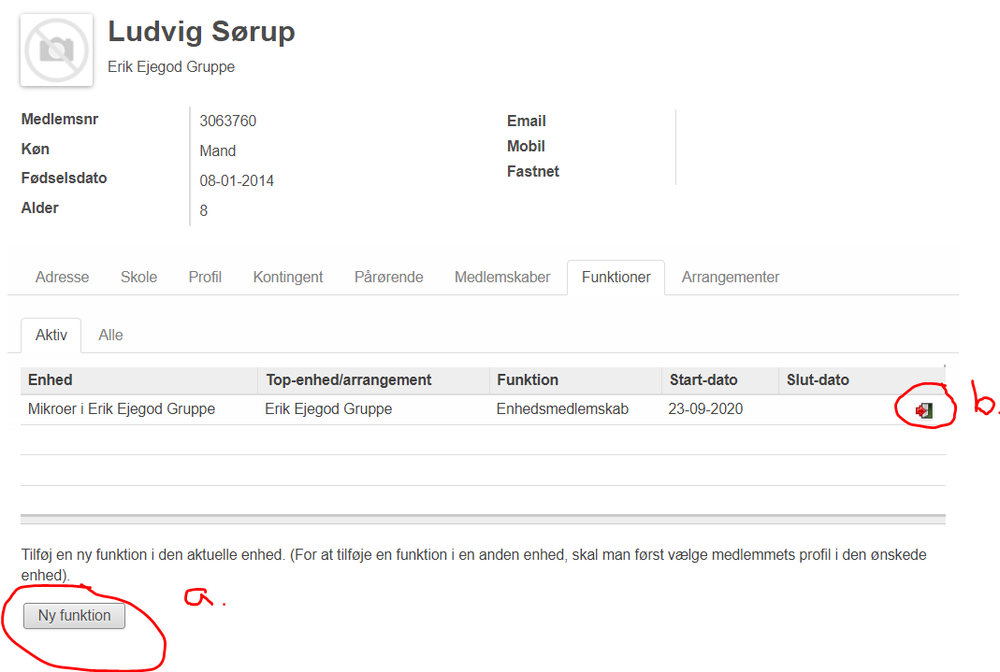 Ludvig Sørup
Erik Ejegod Gruppe
Medlemsnr 3063760
Køn Mand
Fødselsdato 08-01-2014
Alder 8
Email
Mobil
Fastnet
Adresse Skole Profil Kontingent Pårørende Medlemskaber Funktioner Arrangementer
Aktiv Alle
Enhed Top-enhed/arrangement Funktion Start-dato Slut-dato
Mikroer i Erik Ejegod Gruppe Erik Ejegod Gruppe Enhedsmedlemskab 23-09-2020
b.
Tilføj en ny funktion i den aktuelle enhed. (For at tilføje en funktion i en anden enhed, skal man først vælge medlemmets profil i den ønskede
enhed).
a.
Ny funktion